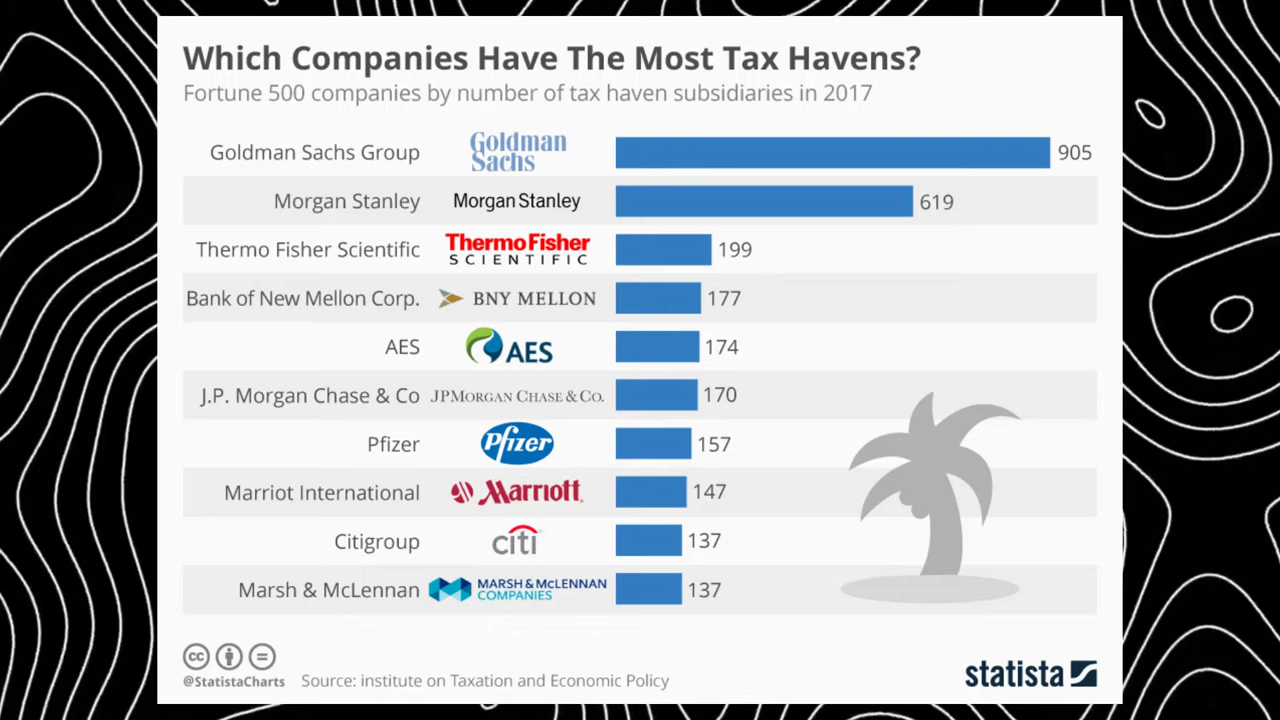 Which Companies Have The Most Tax Havens?
Fortune 500 companies by number of tax haven subsidiaries in 2017
Goldman Sachs Group Goldman Sachs 905
Morgan Stanley Morgan Stanley 619
Thermo Fisher Scientific ThermoFisher SCIENTIFIC 199
Bank of New Mellon Corp. BNY MELLON 177
AES AES 174
J.P. Morgan Chase & Co JPMORGAN CHASE & CO. 170
Pfizer Pfizer 157
Marriot International Marriott. 147
Citigroup citi 137
Marsh & McLennan MARSH & McLENNAN COMPANIES 137
cc =
@StatistaCharts Source: institute on Taxation and Economic Policy
statista